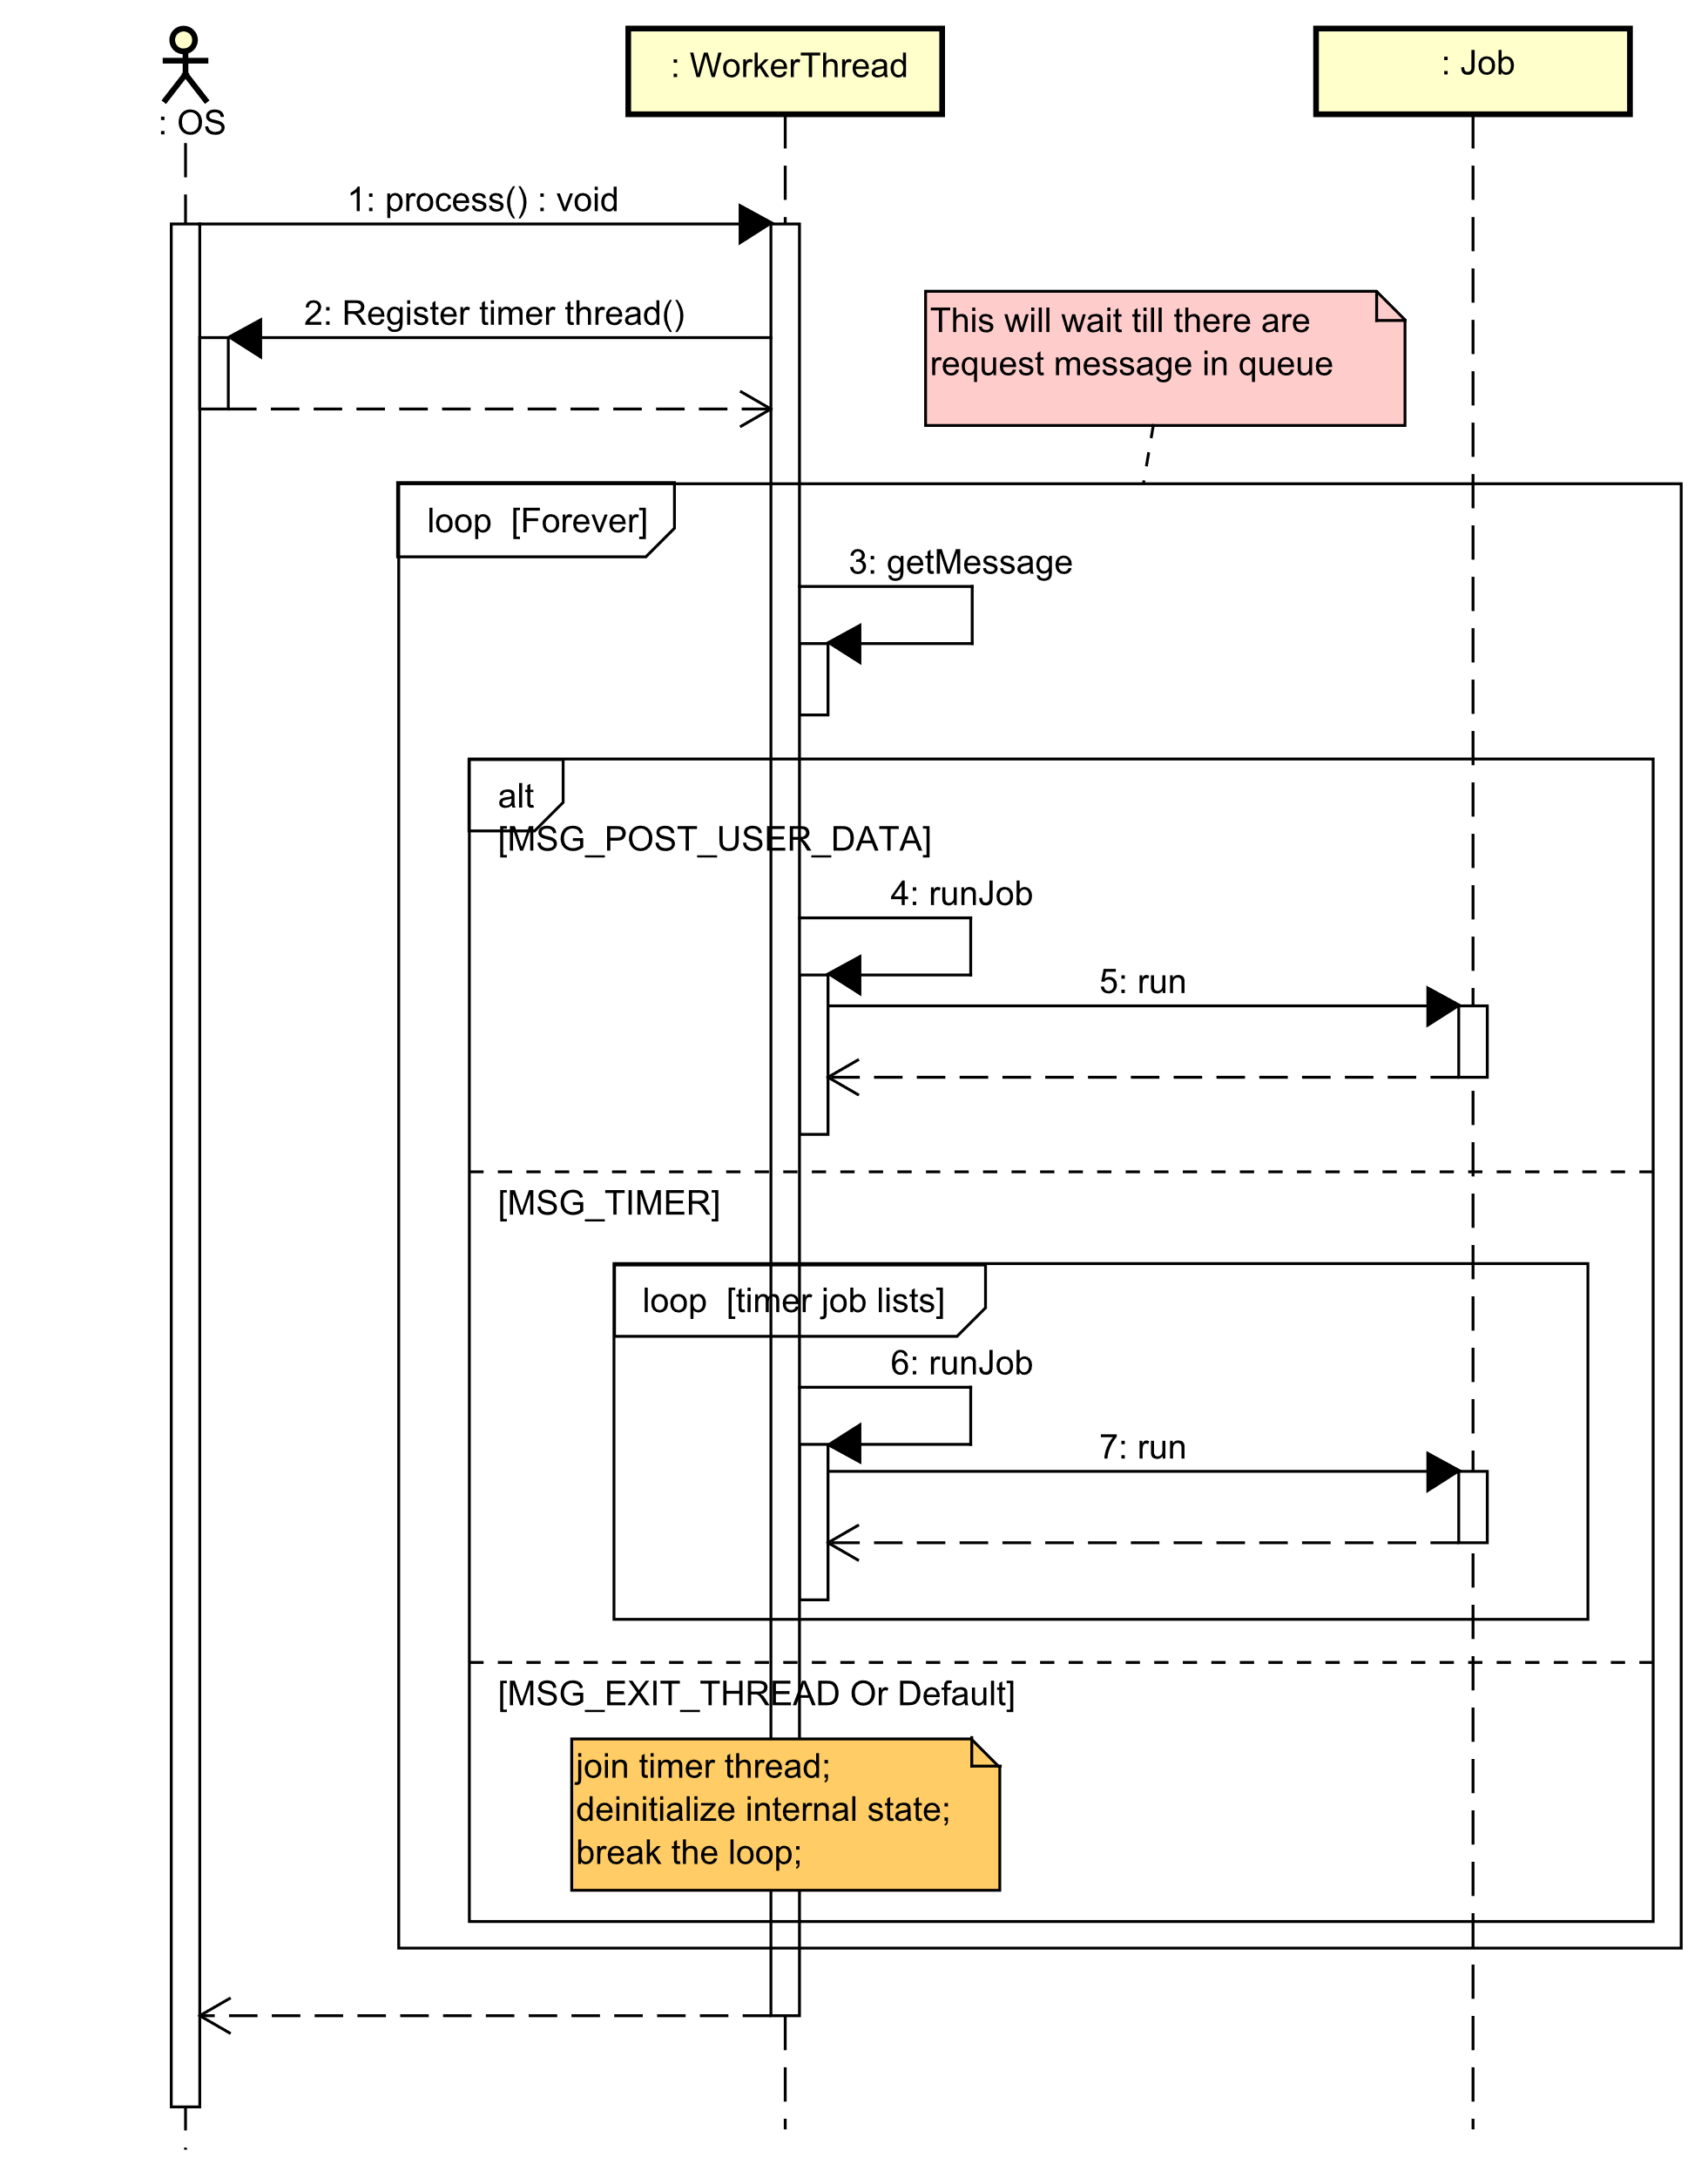 : OS
: WorkerThread
: Job
1: process() : void
2: Register timer thread()
This will wait till there are
request message in queue
loop [Forever]
3: getMessage
alt
[MSG_POST_USER_DATA]
4: runJob
5: run
[MSG_TIMER]
loop [timer job lists]
6: runJob
7: run
[MSG_EXIT_THREAD Or Default]
join timer thread;
deinitialize internal state;
break the loop;